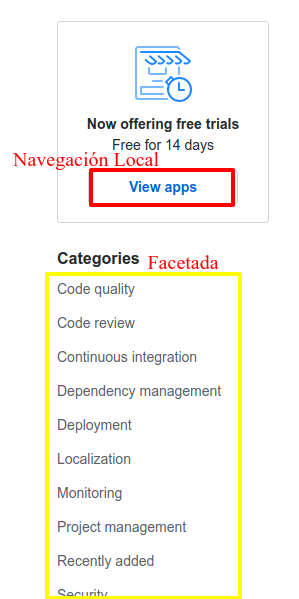 Now offering free trials
Free for 14 days
Navegación Local
View apps
Categories
Facetada
Code quality
Code review
Continuous integration
Dependency management
Deployment
Localization
Monitoring
Project management
Recently added
Security